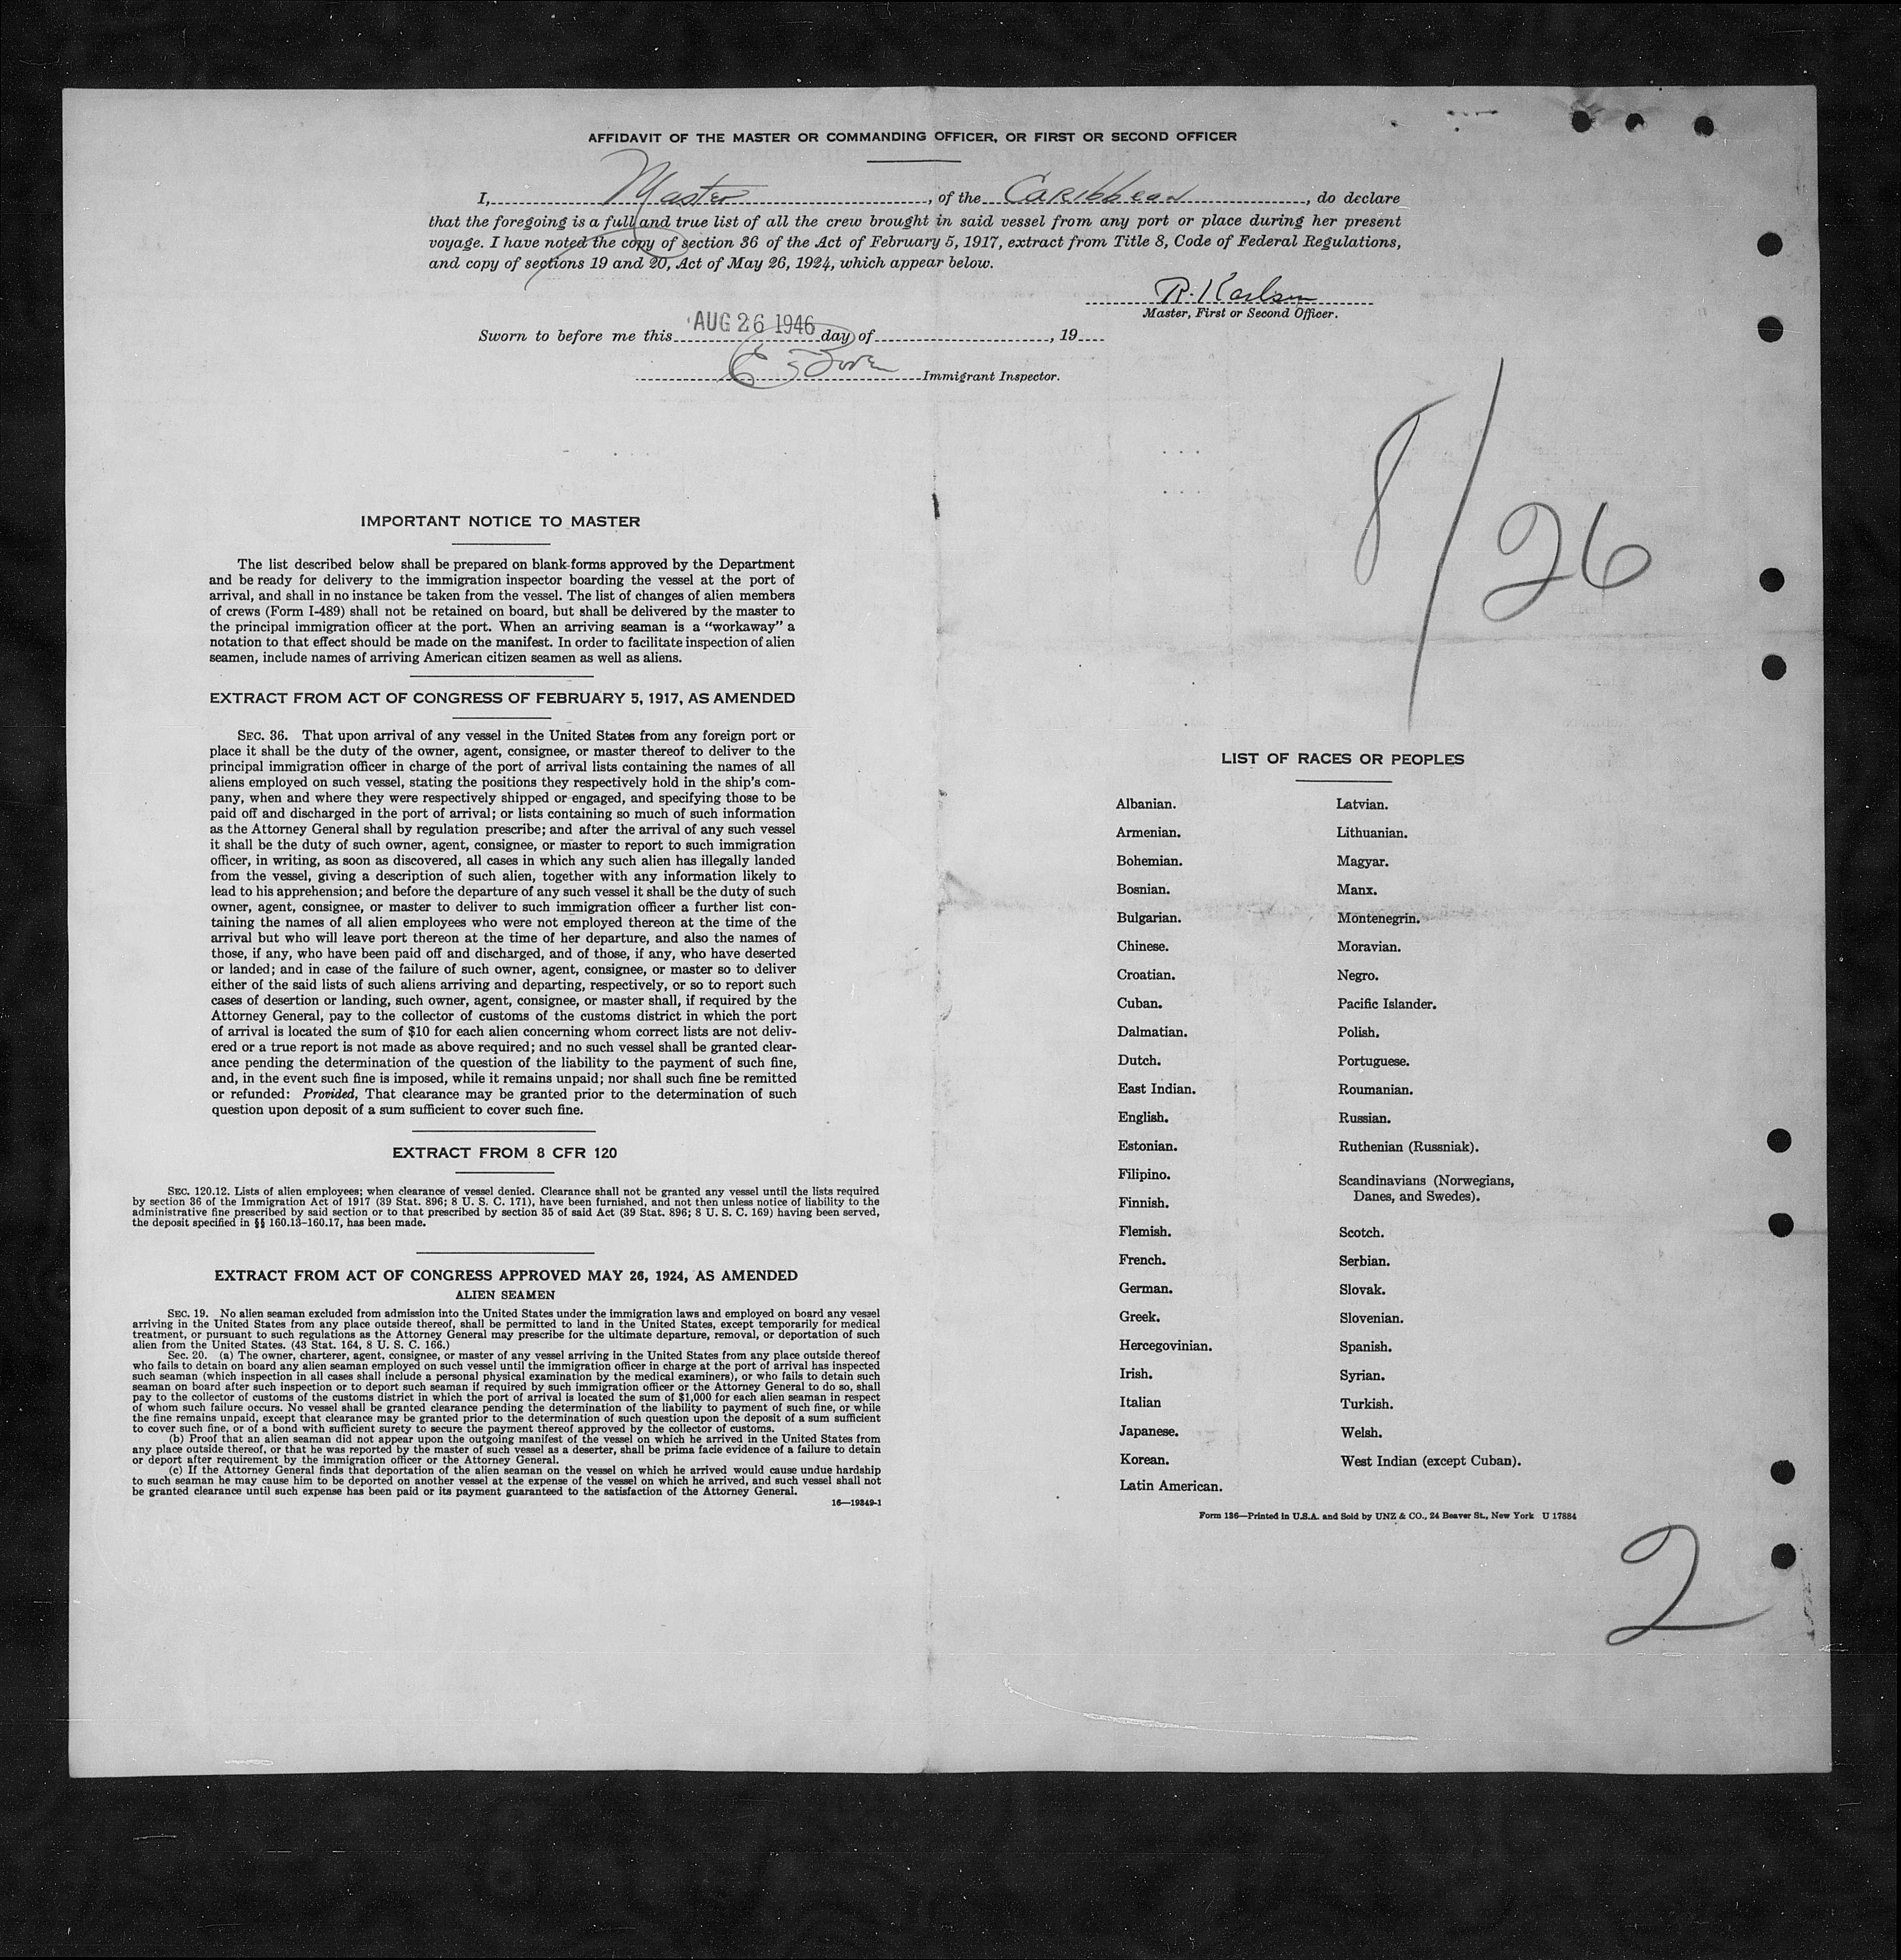 AFFIDAVIT OF THE MASTER OR COMMANDING OFFICER, OR FIRST OR SECOND OFFICER
I, Master, of the Caribbean, do declare
that the foregoing is a full and true list of all the crew brought in said vessel from any port or place during her present
voyage. I have noted the copy of section 36 of the Act of February 5, 1917, extract from Title 8, Code of Federal Regulations,
and copy of sections 19 and 20, Act of May 26, 1924, which appear below.
R. Karlsen
Master, First or Second Officer.
Sworn to before me this AUG 26 1946 day of , 19
Immigrant Inspector.
8/26
IMPORTANT NOTICE TO MASTER
The list described below shall be prepared on blank forms approved by the Department
and be ready for delivery to the immigration inspector boarding the vessel at the port of
arrival, and shall in no instance be taken from the vessel. The list of changes of alien members
of crews (Form I-489) shall not be retained on board, but shall be delivered by the master to
the principal immigration officer at the port. When an arriving seaman is a "workaway" a
notation to that effect should be made on the manifest. In order to facilitate inspection of alien
seamen, include names of arriving American citizen seamen as well as aliens.
EXTRACT FROM ACT OF CONGRESS OF FEBRUARY 5, 1917, AS AMENDED
SEC. 36. That upon arrival of any vessel in the United States from any foreign port or
place it shall be the duty of the owner, agent, consignee, or master thereof to deliver to the
principal immigration officer in charge of the port of arrival lists containing the names of all
aliens employed on such vessel, stating the positions they respectively hold in the ship's com-
pany, when and where they were respectively shipped or engaged, and specifying those to be
paid off and discharged in the port of arrival; or lists containing so much of such information
as the Attorney General shall by regulation prescribe; and after the arrival of any such vessel
it shall be the duty of such owner, agent, consignee, or master to report to such immigration
officer, in writing, as soon as discovered, all cases in which any such alien has illegally landed
from the vessel, giving a description of such alien, together with any information likely to
lead to his apprehension; and before the departure of any such vessel it shall be the duty of such
owner, agent, consignee, or master to deliver to such immigration officer a further list con-
taining the names of all alien employees who were not employed thereon at the time of the
arrival but who will leave port thereon at the time of her departure, and also the names of
those, if any, who have been paid off and discharged, and of those, if any, who have deserted
or landed; and in case of the failure of such owner, agent, consignee, or master so to deliver
either of the said lists of such aliens arriving and departing, respectively, or so to report such
cases of desertion or landing, such owner, agent, consignee, or master shall, if required by the
Attorney General, pay to the collector of customs of the customs district in which the port
of arrival is located the sum of $10 for each alien concerning whom correct lists are not deliv-
ered or a true report is not made as above required; and no such vessel shall be granted clear-
ance pending the determination of the question of the liability to the payment of such fine,
and, in the event such fine is imposed, while it remains unpaid; nor shall such fine be remitted
or refunded: Provided, That clearance may be granted prior to the determination of such
question upon deposit of a sum sufficient to cover such fine.
EXTRACT FROM 8 CFR 120
SEC. 120.12. Lists of alien employees; when clearance of vessel denied. Clearance shall not be granted any vessel until the lists required
by section 36 of the Immigration Act of 1917 (39 Stat. 896; 8 U. S. C. 171), have been furnished, and not then unless notice of liability to the
administrative fine prescribed by said section or to that prescribed by section 35 of said Act (39 Stat. 896; 8 U. S. C. 169) having been served,
the deposit specified in §§ 160.13-160.17, has been made.
EXTRACT FROM ACT OF CONGRESS APPROVED MAY 26, 1924, AS AMENDED
ALIEN SEAMEN
SEC. 19. No alien seaman excluded from admission into the United States under the immigration laws and employed on board any vessel
arriving in the United States from any place outside thereof, shall be permitted to land in the United States, except temporarily for medical
treatment, or pursuant to such regulations as the Attorney General may prescribe for the ultimate departure, removal, or deportation of such
alien from the United States. (43 Stat. 164, 8 U. S. C. 166.)
Sec. 20. (a) The owner, charterer, agent, consignee, or master of any vessel arriving in the United States from any place outside thereof
who fails to detain on board any alien seaman employed on such vessel until the immigration officer in charge at the port of arrival has inspected
such seaman (which inspection in all cases shall include a personal physical examination by the medical examiners), or who fails to detain such
seaman on board after such inspection or to deport such seaman if required by such immigration officer or the Attorney General to do so, shall
pay to the collector of customs of the customs district in which the port of arrival is located the sum of $1,000 for each alien seaman in respect
of whom such failure occurs. No vessel shall be granted clearance pending the determination of the liability to payment of such fine, or while
the fine remains unpaid, except that clearance may be granted prior to the determination of such question upon the deposit of a sum sufficient
to cover such fine, or of a bond with sufficient surety to secure the payment thereof approved by the collector of customs.
(b) Proof that an alien seaman did not appear upon the outgoing manifest of the vessel on which he arrived in the United States from
any place outside thereof, or that he was reported by the master of such vessel as a deserter, shall be prima facie evidence of a failure to detain
or deport after requirement by the immigration officer or the Attorney General.
(c) If the Attorney General finds that deportation of the alien seaman on the vessel on which he arrived would cause undue hardship
to such seaman he may cause him to be deported on another vessel at the expense of the vessel on which he arrived, and such vessel shall not
be granted clearance until such expense has been paid or its payment guaranteed to the satisfaction of the Attorney General.
16—19349-1
LIST OF RACES OR PEOPLES
Albanian.
Armenian.
Bohemian.
Bosnian.
Bulgarian.
Chinese.
Croatian.
Cuban.
Dalmatian.
Dutch.
East Indian.
English.
Estonian.
Filipino.
Finnish.
Flemish.
French.
German.
Greek.
Hercegovinian.
Irish.
Italian
Japanese.
Korean.
Latin American.
Latvian.
Lithuanian.
Magyar.
Manx.
Montenegrin.
Moravian.
Negro.
Pacific Islander.
Polish.
Portuguese.
Roumanian.
Russian.
Ruthenian (Russniak).
Scandinavians (Norwegians,
Danes, and Swedes).
Scotch.
Serbian.
Slovak.
Slovenian.
Spanish.
Syrian.
Turkish.
Welsh.
West Indian (except Cuban).
Form 136—Printed in U.S.A. and Sold by UNZ & CO., 24 Beaver St., New York U 17884
2